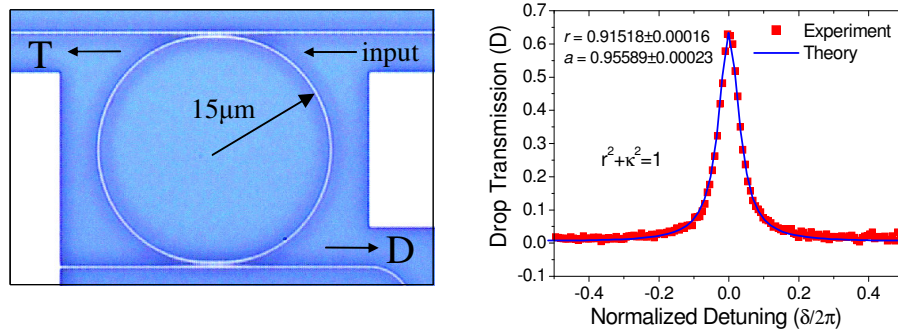 T
input
15μm
D
0.7
0.6
0.5
0.4
0.3
0.2
0.1
0.0
-0.1
Drop Transmission (D)
r = 0.91518±0.00016
a = 0.95589±0.00023
Experiment
Theory
r²+κ²=1
-0.4 -0.2 0.0 0.2 0.4
Normalized Detuning (δ/2π)